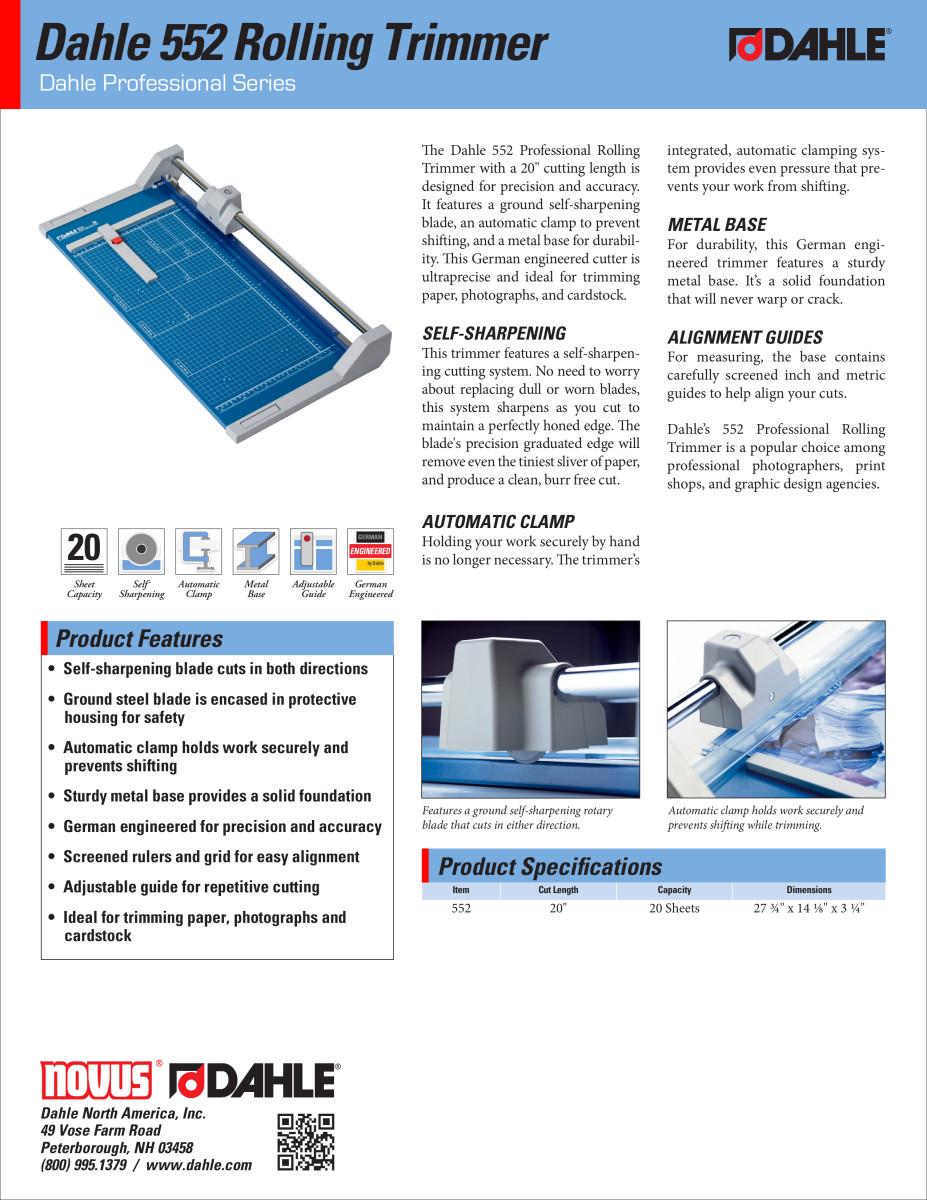 Dahle 552 Rolling Trimmer
Dahle Professional Series
DAHLE®
DAHLE
The Dahle 552 Professional Rolling
Trimmer with a 20" cutting length is
designed for precision and accuracy.
It features a ground self-sharpening
blade, an automatic clamp to prevent
shifting, and a metal base for durabil-
ity. This German engineered cutter is
ultraprecise and ideal for trimming
paper, photographs, and cardstock.
SELF-SHARPENING
This trimmer features a self-sharpen-
ing cutting system. No need to worry
about replacing dull or worn blades,
this system sharpens as you cut to
maintain a perfectly honed edge. The
blade's precision graduated edge will
remove even the tiniest sliver of paper,
and produce a clean, burr free cut.
AUTOMATIC CLAMP
Holding your work securely by hand
is no longer necessary. The trimmer’s
integrated, automatic clamping sys-
tem provides even pressure that pre-
vents your work from shifting.
METAL BASE
For durability, this German engi-
neered trimmer features a sturdy
metal base. It’s a solid foundation
that will never warp or crack.
ALIGNMENT GUIDES
For measuring, the base contains
carefully screened inch and metric
guides to help align your cuts.
Dahle’s 552 Professional Rolling
Trimmer is a popular choice among
professional photographers, print
shops, and graphic design agencies.
20
GERMAN
ENGINEERED
by Dahle
Sheet
Capacity
Self-
Sharpening
Automatic
Clamp
Metal
Base
Adjustable
Guide
German
Engineered
Product Features
• Self-sharpening blade cuts in both directions
• Ground steel blade is encased in protective
housing for safety
• Automatic clamp holds work securely and
prevents shifting
• Sturdy metal base provides a solid foundation
• German engineered for precision and accuracy
• Screened rulers and grid for easy alignment
• Adjustable guide for repetitive cutting
• Ideal for trimming paper, photographs and
cardstock
Features a ground self-sharpening rotary
blade that cuts in either direction.
Automatic clamp holds work securely and
prevents shifting while trimming.
Product Specifications
Item Cut Length Capacity Dimensions
552 20" 20 Sheets 27 ¾" x 14 ⅛" x 3 ¼"
novus® DAHLE®
Dahle North America, Inc.
49 Vose Farm Road
Peterborough, NH 03458
(800) 995.1379 / www.dahle.com